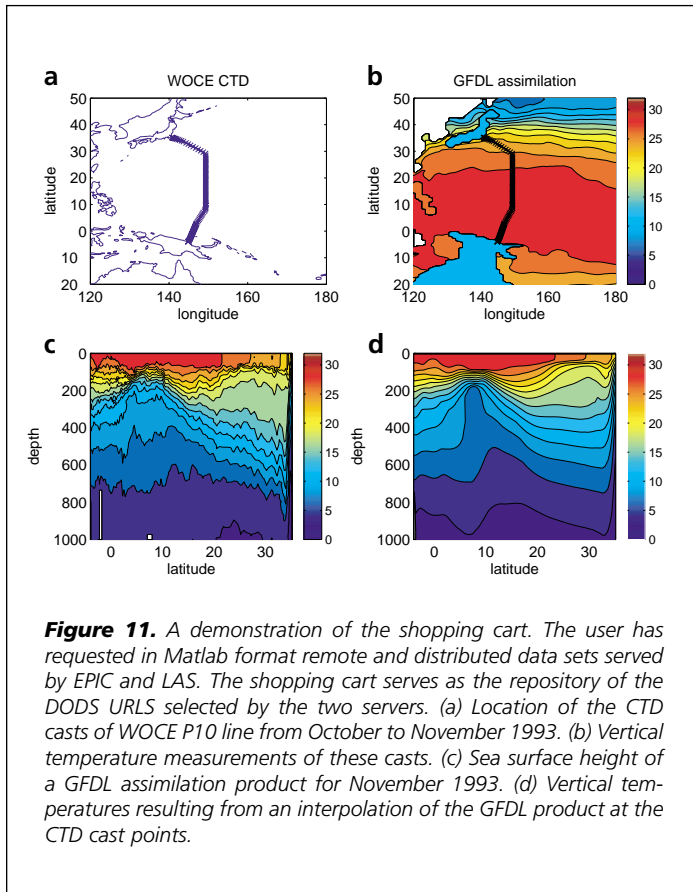 a
WOCE CTD
50
40
30
20
10
0
10
20
latitude
120 140 160 180
longitude
b
GFDL assimilation
50
40
30
20
10
0
10
20
latitude
120 140 160 180
longitude
30
25
20
15
10
5
0
c
0
200
400
600
800
1000
depth
0 10 20 30
latitude
30
25
20
15
10
5
0
d
0
200
400
600
800
1000
depth
0 10 20 30
latitude
30
25
20
15
10
5
0
Figure 11. A demonstration of the shopping cart. The user has
requested in Matlab format remote and distributed data sets served
by EPIC and LAS. The shopping cart serves as the repository of the
DODS URLS selected by the two servers. (a) Location of the CTD
casts of WOCE P10 line from October to November 1993. (b) Vertical
temperature measurements of these casts. (c) Sea surface height of
a GFDL assimilation product for November 1993. (d) Vertical tem-
peratures resulting from an interpolation of the GFDL product at the
CTD cast points.